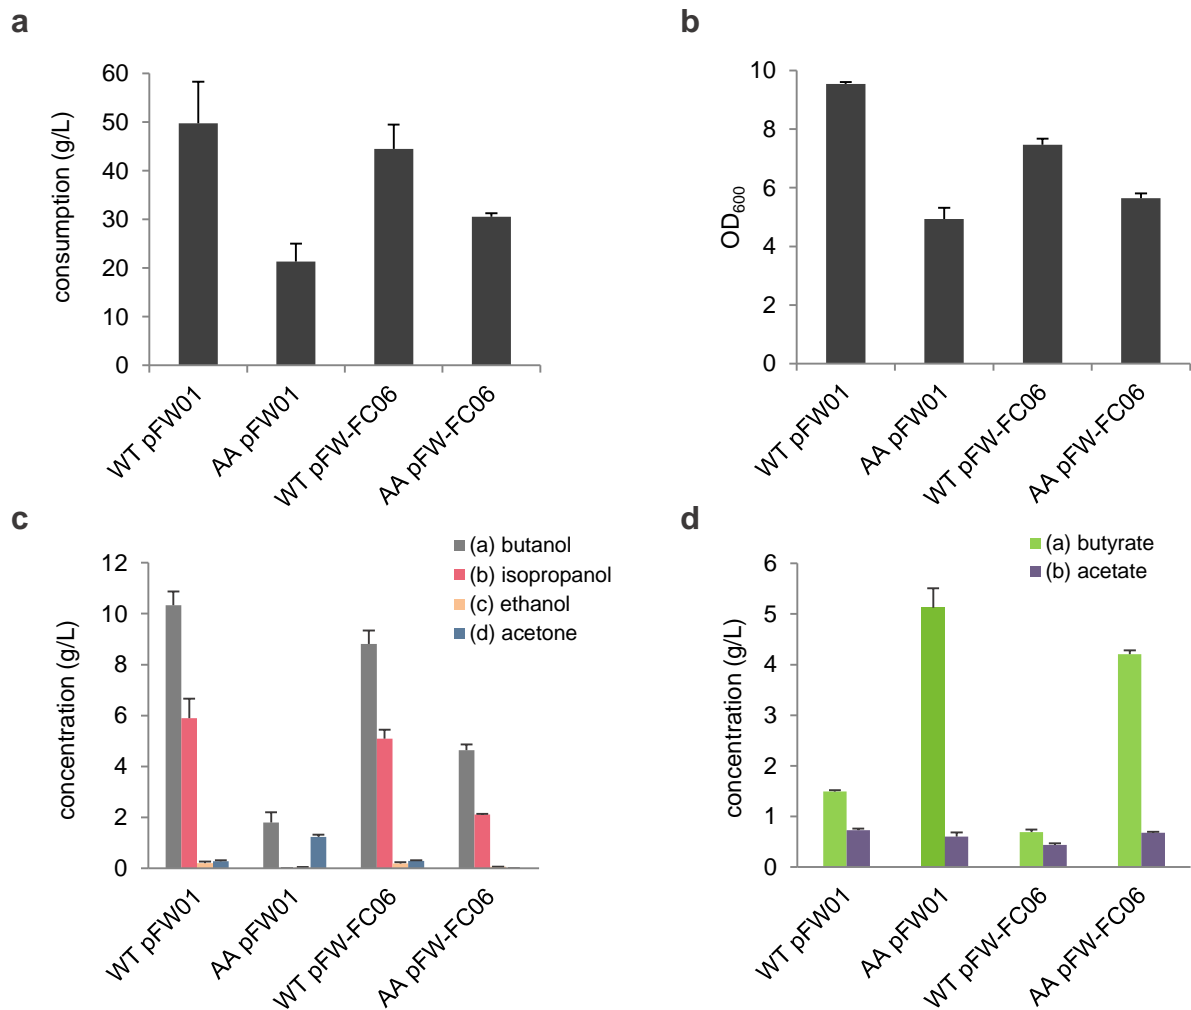 a
consumption (g/L)
60
50
40
30
20
10
0
WT pFW01
AA pFW01
WT pFW-FC06
AA pFW-FC06
b
OD600
10
8
6
4
2
0
WT pFW01
AA pFW01
WT pFW-FC06
AA pFW-FC06
c
(a) butanol
(b) isopropanol
(c) ethanol
(d) acetone
concentration (g/L)
12
10
8
6
4
2
0
WT pFW01
AA pFW01
WT pFW-FC06
AA pFW-FC06
d
(a) butyrate
(b) acetate
concentration (g/L)
6
5
4
3
2
1
0
WT pFW01
AA pFW01
WT pFW-FC06
AA pFW-FC06